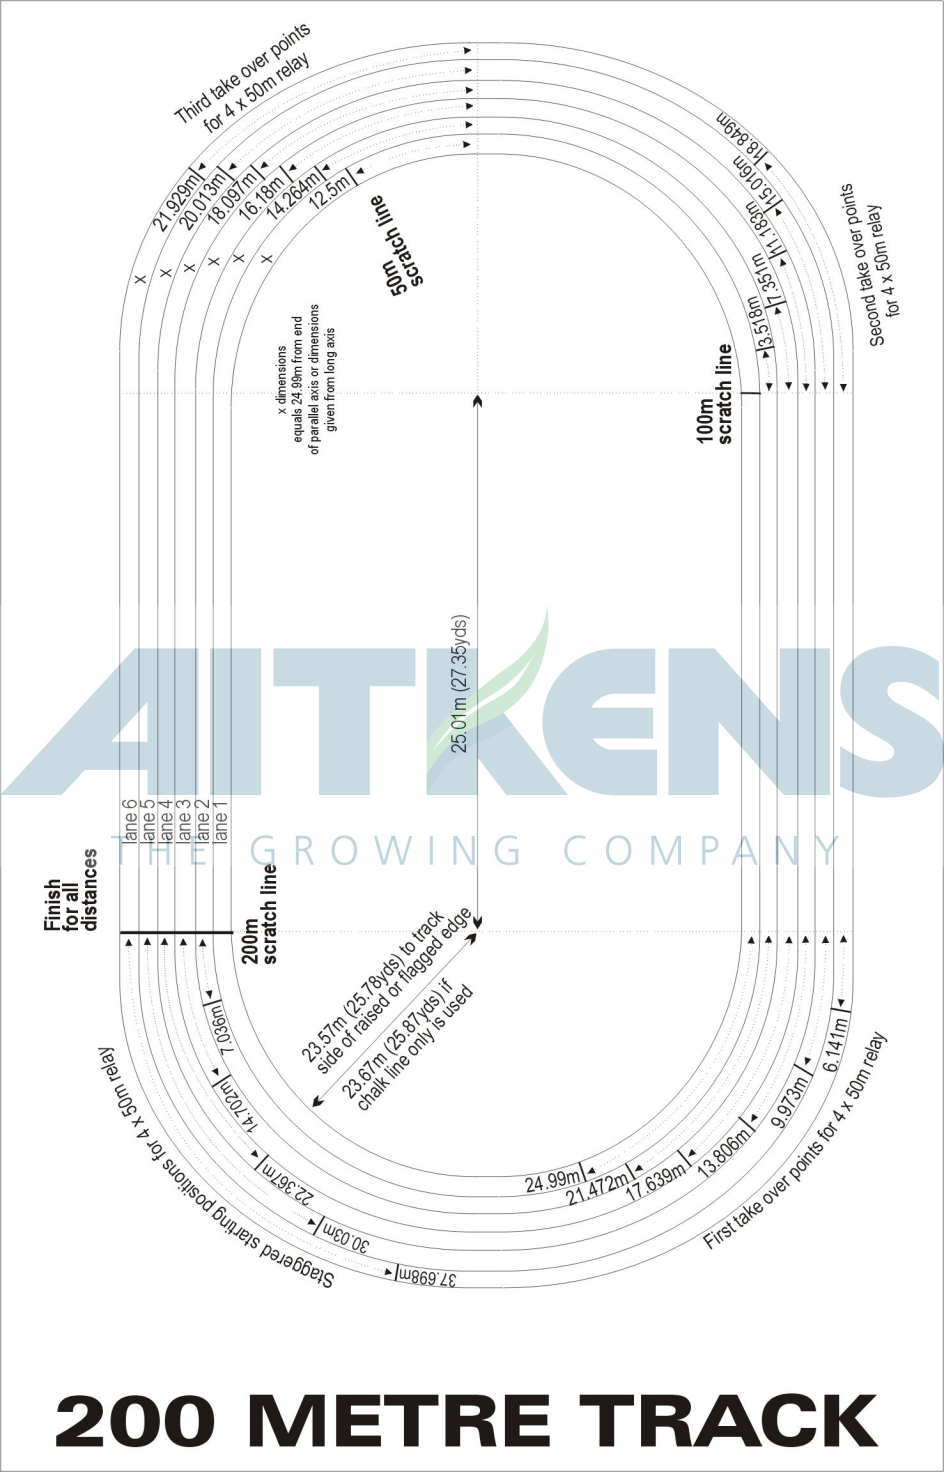 Third take over points
for 4 x 50m relay
21.929m
20.013m
18.097m
16.18m
14.264m
12.5m
x
x
x
x
x
x
50m
scratch line
18.849m
15.016m
11.183m
7.351m
3.518m
Second take over points
for 4 x 50m relay
x dimensions
equals 24.99m from end
of parallel axis or dimensions
given from long axis
100m
scratch line
25.01m (27.35yds)
AITKENS
THE GROWING COMPANY
lane 6
lane 5
lane 4
lane 3
lane 2
lane 1
Finish
for all
distances
200m
scratch line
23.57m (25.78yds) to track
side of raised or flagged edge
23.67m (25.87yds) if
chalk line only is used
7.036m
14.702m
22.367m
30.03m
37.698m
Staggered starting positions for 4 x 50m relay
24.99m
21.472m
17.639m
13.806m
9.973m
6.141m
First take over points for 4 x 50m relay
200 METRE TRACK